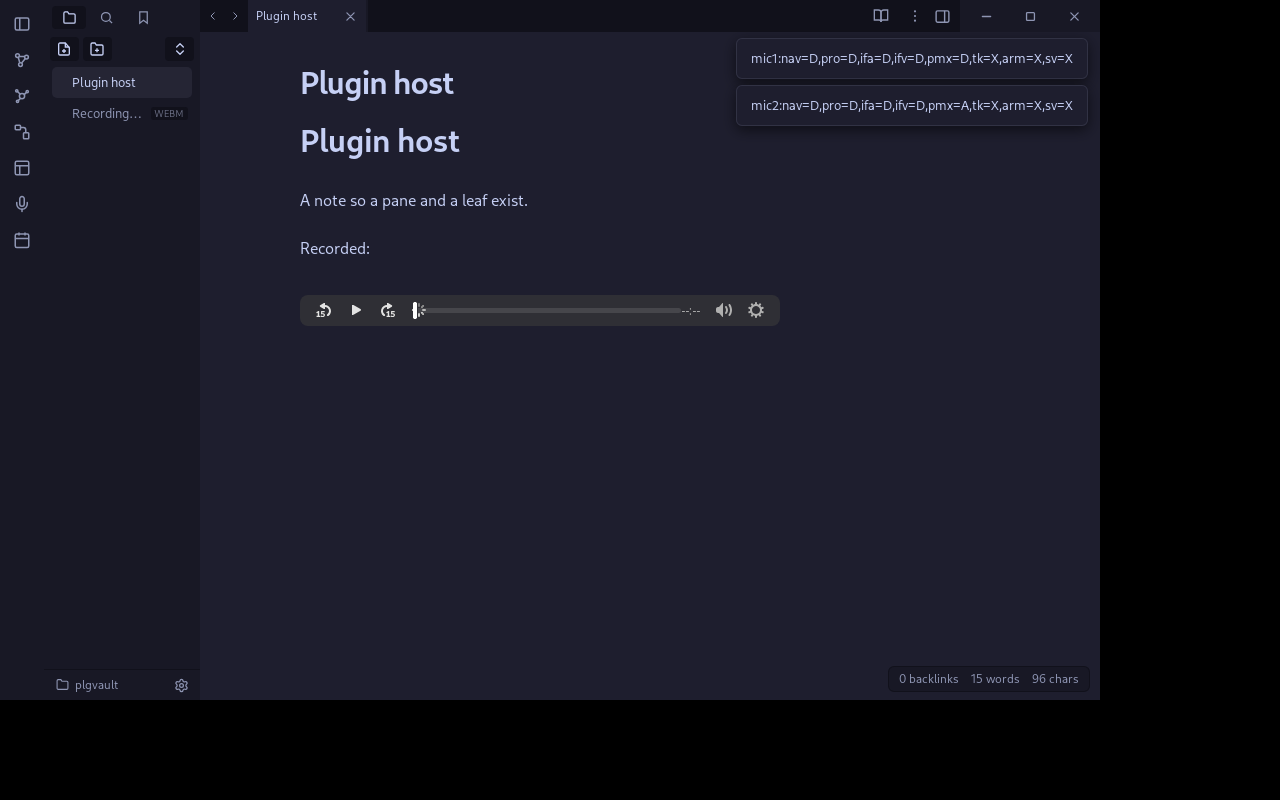 Plugin host
mic1:nav=D,pro=D,ifa=D,ifv=D,pmx=D,tk=X,arm=X,sv=X
mic2:nav=D,pro=D,ifa=D,ifv=D,pmx=A,tk=X,arm=X,sv=X
Plugin host
Recording... WEBM
Plugin host
Plugin host
A note so a pane and a leaf exist.
Recorded:
15 15 --:--
plgvault
0 backlinks 15 words 96 chars